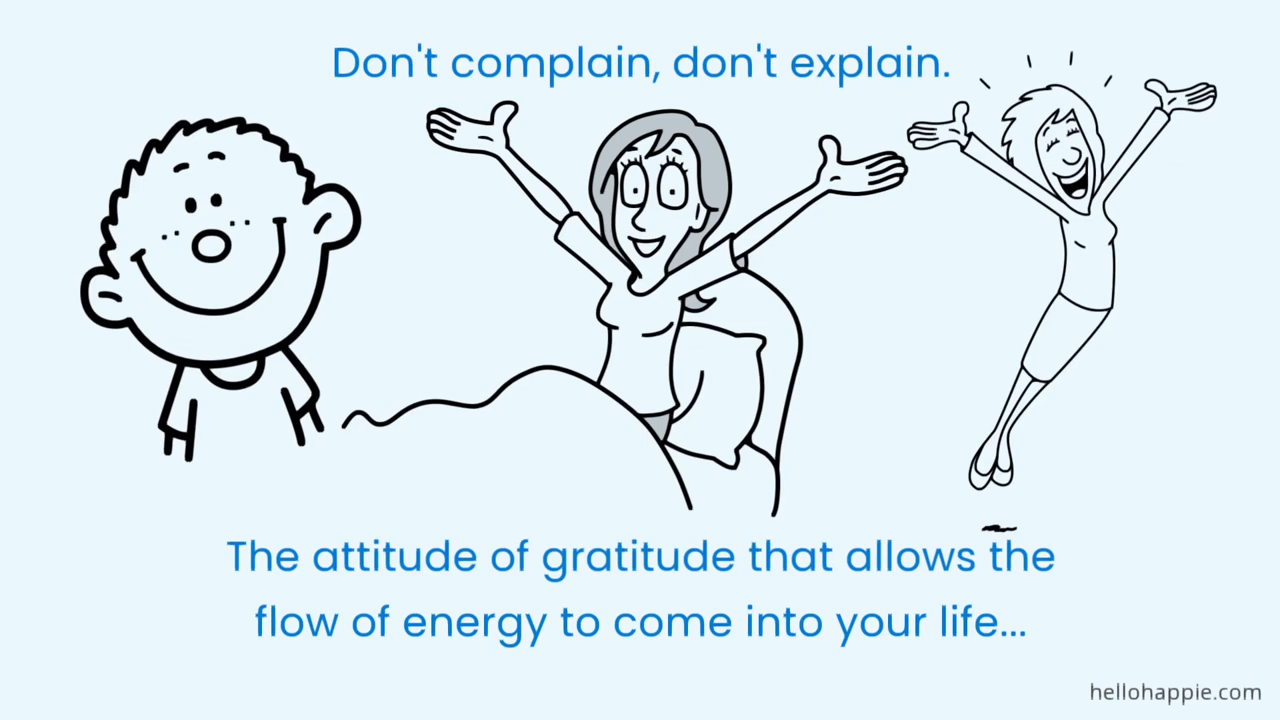 Don't complain, don't explain.
The attitude of gratitude that allows the
flow of energy to come into your life...
hellohappie.com